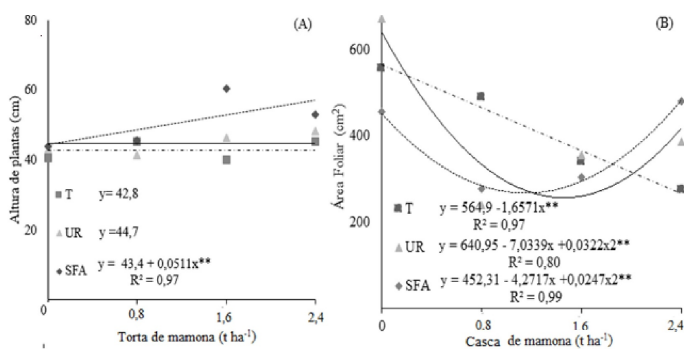 (A)
Altura de plantas (cm)
80
60
40
20
0
T y= 42,8
UR y=44,7
SFA y= 43,4 + 0,0511x**
R² = 0,97
0 0,8 1,6 2,4
Torta de mamona (t ha⁻¹)
(B)
Área Foliar (cm²)
600
400
200
T y = 564,9 -1,6571x**
R² = 0,97
UR y = 640,95 - 7,0339x +0,0322x2**
R² = 0,80
SFA y = 452,31 - 4,2717x +0,0247x2**
R² = 0,99
0 0,8 1,6 2,4
Casca de mamona (t ha⁻¹)